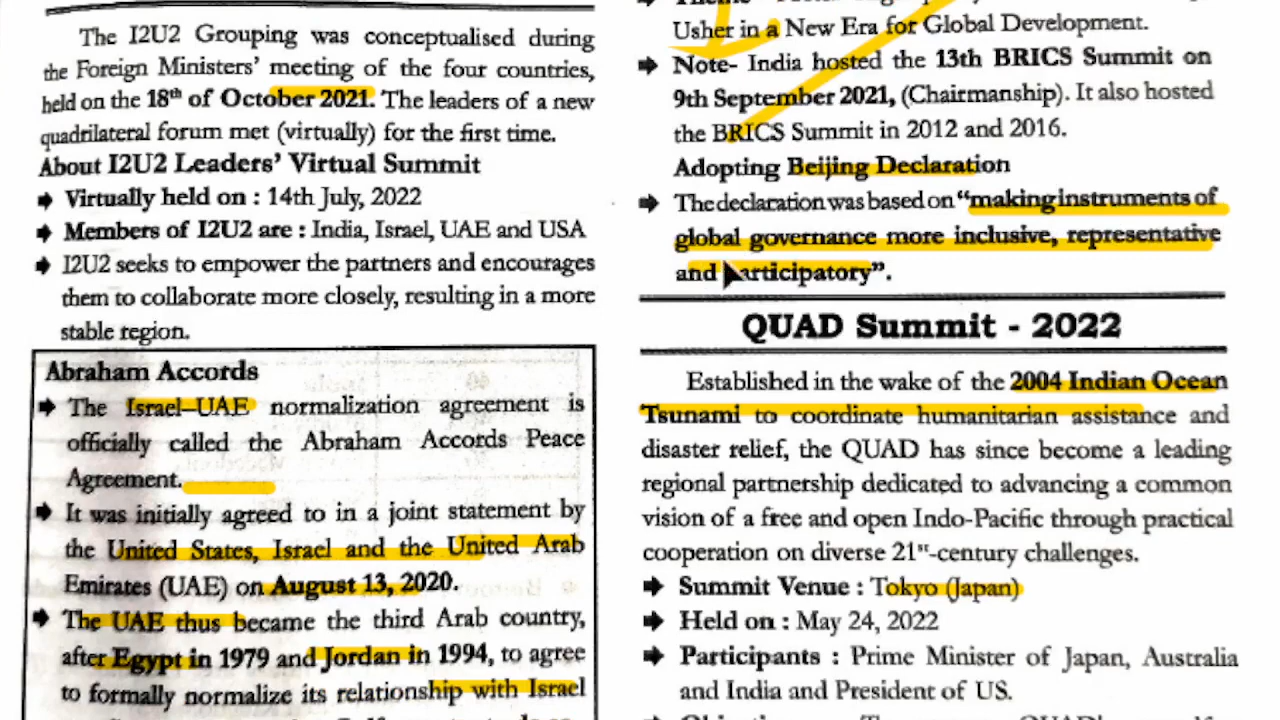 The I2U2 Grouping was conceptualised during
the Foreign Ministers' meeting of the four countries,
held on the 18th of October 2021. The leaders of a new
quadrilateral forum met (virtually) for the first time.
About I2U2 Leaders' Virtual Summit
➔ Virtually held on : 14th July, 2022
➔ Members of I2U2 are : India, Israel, UAE and USA
➔ I2U2 seeks to empower the partners and encourages
them to collaborate more closely, resulting in a more
stable region.
Abraham Accords
➔ The Israel–UAE normalization agreement is
officially called the Abraham Accords Peace
Agreement.
➔ It was initially agreed to in a joint statement by
the United States, Israel and the United Arab
Emirates (UAE) on August 13, 2020.
➔ The UAE thus became the third Arab country,
after Egypt in 1979 and Jordan in 1994, to agree
to formally normalize its relationship with Israel
Usher in a New Era for Global Development.
➔ Note- India hosted the 13th BRICS Summit on
9th September 2021, (Chairmanship). It also hosted
the BRICS Summit in 2012 and 2016.
Adopting Beijing Declaration
➔ The declaration was based on "making instruments of
global governance more inclusive, representative
and participatory".
QUAD Summit - 2022
Established in the wake of the 2004 Indian Ocean
Tsunami to coordinate humanitarian assistance and
disaster relief, the QUAD has since become a leading
regional partnership dedicated to advancing a common
vision of a free and open Indo-Pacific through practical
cooperation on diverse 21st-century challenges.
➔ Summit Venue : Tokyo (Japan)
➔ Held on : May 24, 2022
➔ Participants : Prime Minister of Japan, Australia
and India and President of US.